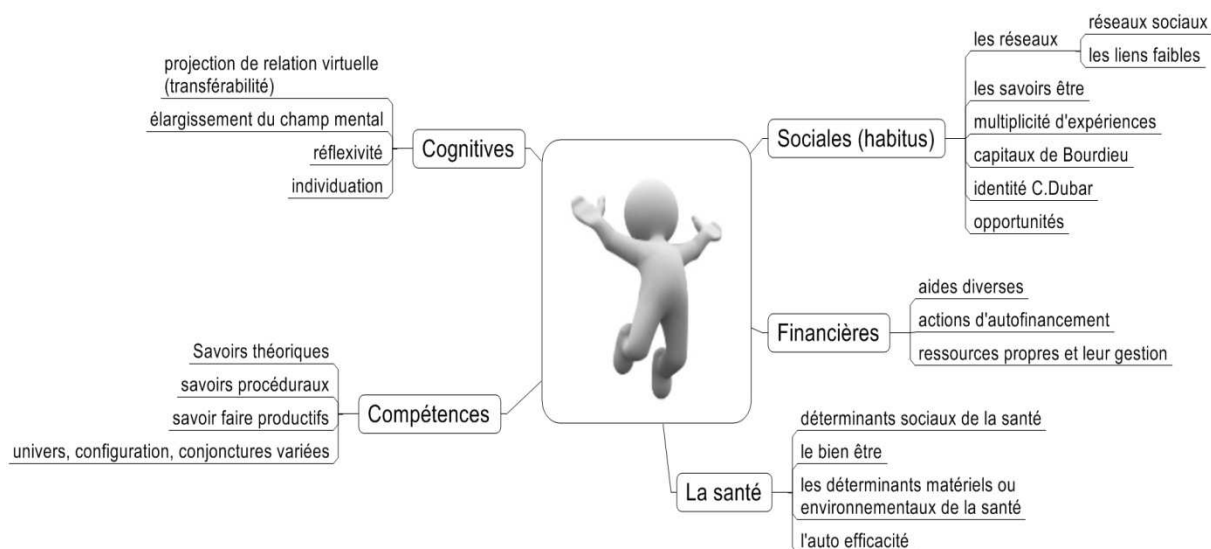 Cognitives
projection de relation virtuelle
(transférabilité)
élargissement du champ mental
réflexivité
individuation
Compétences
Savoirs théoriques
savoirs procéduraux
savoir faire productifs
univers, configuration, conjonctures variées
Sociales (habitus)
les réseaux
réseaux sociaux
les liens faibles
les savoirs être
multiplicité d'expériences
capitaux de Bourdieu
identité C.Dubar
opportunités
Financières
aides diverses
actions d'autofinancement
ressources propres et leur gestion
La santé
déterminants sociaux de la santé
le bien être
les déterminants matériels ou
environnementaux de la santé
l'auto efficacité